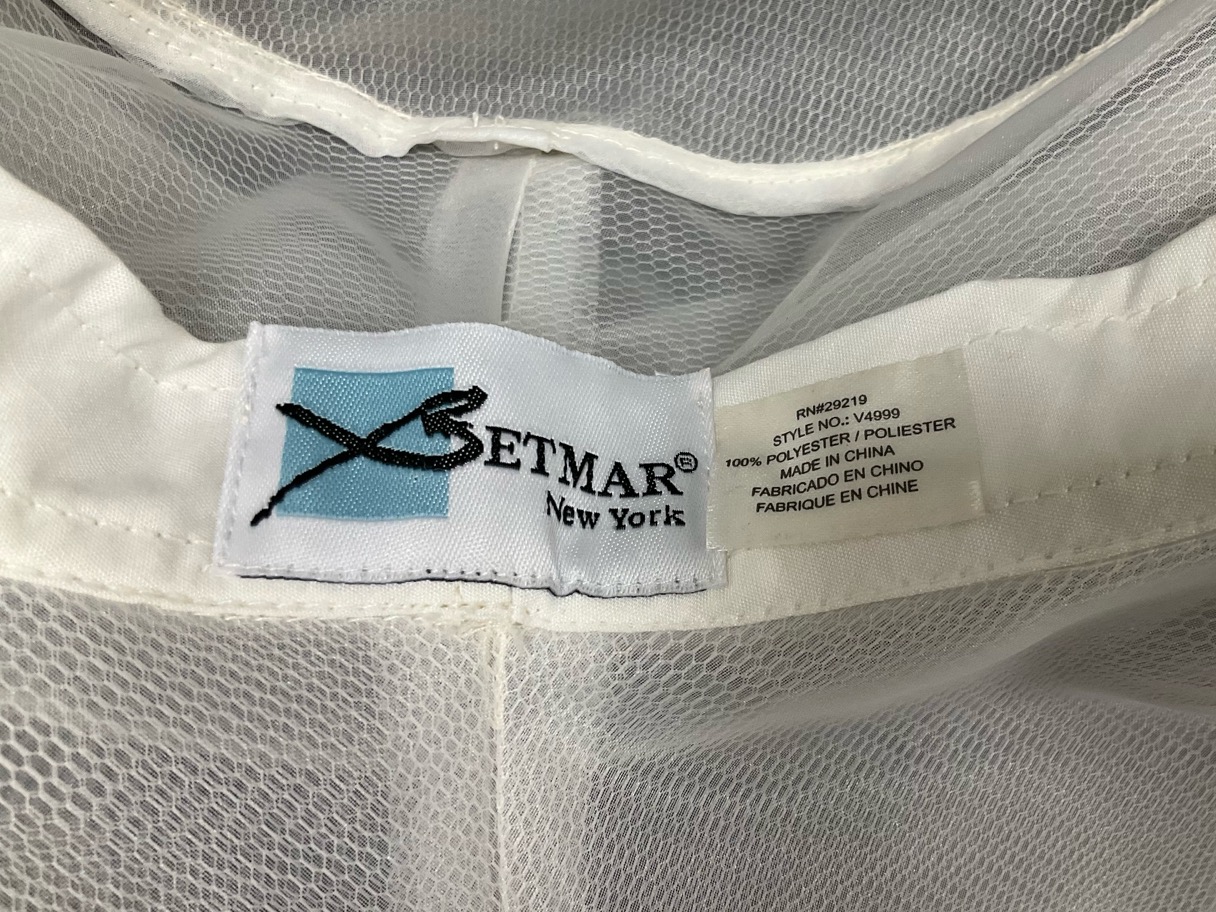 BETMAR®
New York
RN#29219
STYLE NO.: V4999
100% POLYESTER / POLIESTER
MADE IN CHINA
FABRICADO EN CHINO
FABRIQUE EN CHINE